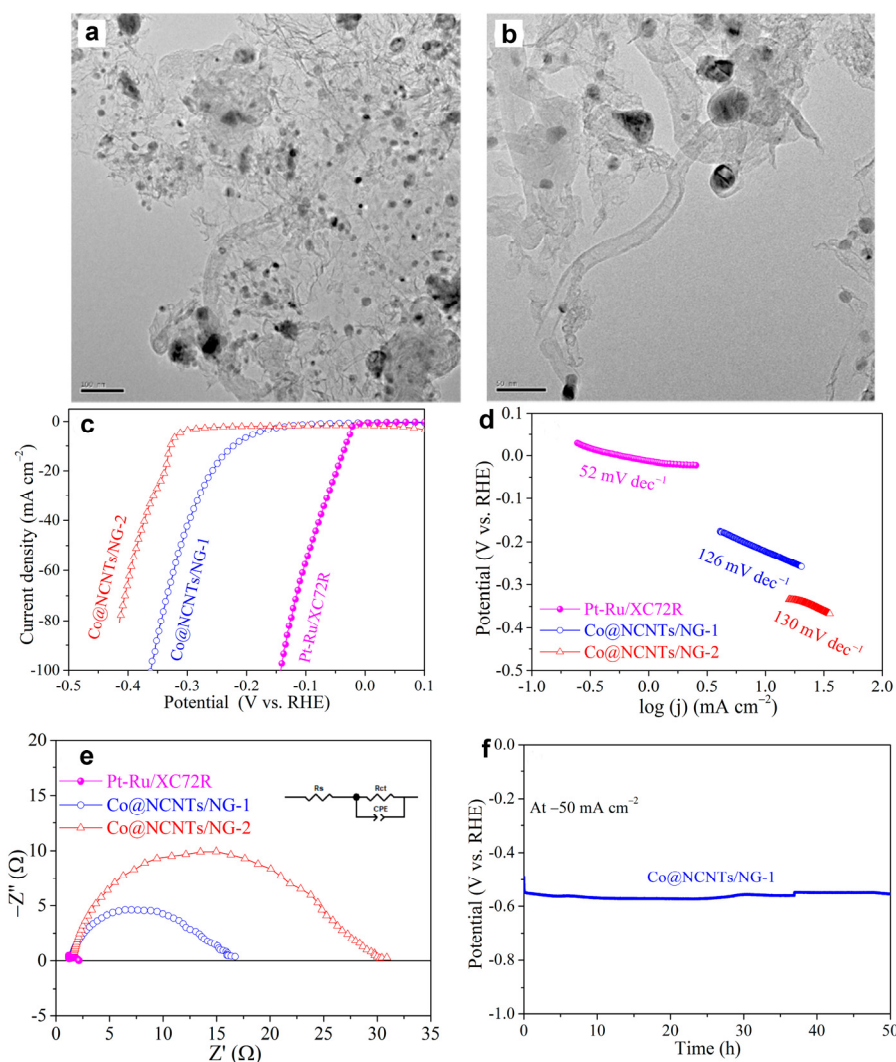 a
100 nm
b
50 nm
c
0
-20
-40
-60
-80
-100
Current density (mA cm−2)
-0.5
-0.4
-0.3
-0.2
-0.1
0.0
0.1
Potential (V vs. RHE)
Co@NCNTs/NG-2
Co@NCNTs/NG-1
Pt-Ru/XC72R
d
0.1
0.0
-0.1
-0.2
-0.3
-0.4
-0.5
Potential (V vs. RHE)
52 mV dec−1
126 mV dec−1
130 mV dec−1
Pt-Ru/XC72R
Co@NCNTs/NG-1
Co@NCNTs/NG-2
-1.0
-0.5
0.0
0.5
1.0
1.5
2.0
log (j) (mA cm−2)
e
20
15
10
5
0
-5
−Z" (Ω)
Pt-Ru/XC72R
Co@NCNTs/NG-1
Co@NCNTs/NG-2
Rs
Rct
CPE
0
5
10
15
20
25
30
35
Z' (Ω)
f
0.0
-0.2
-0.4
-0.6
-0.8
-1.0
Potential (V vs. RHE)
At −50 mA cm−2
Co@NCNTs/NG-1
0
10
20
30
40
50
Time (h)